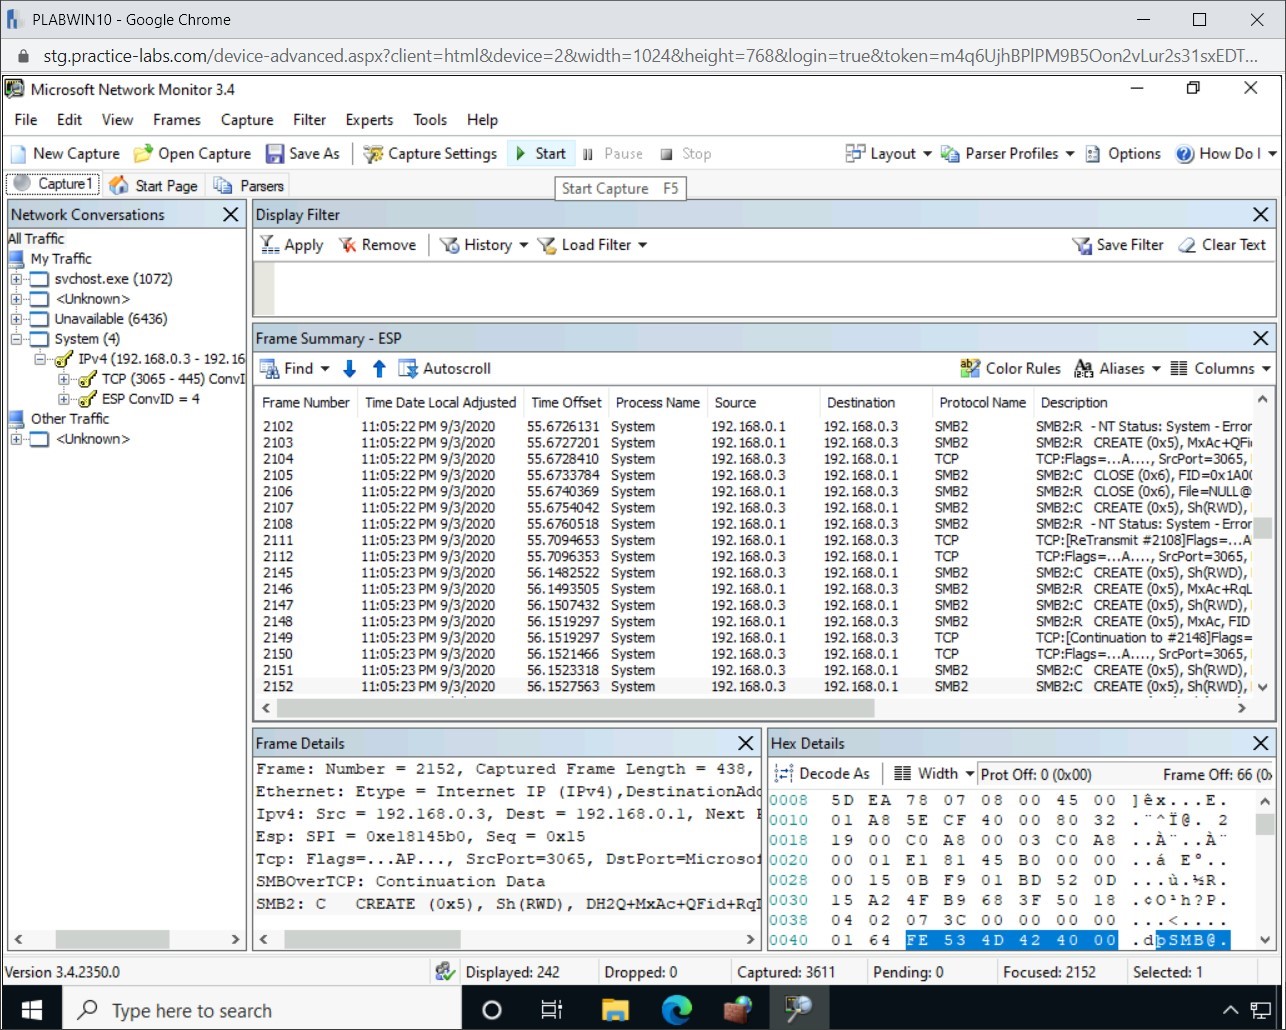 PLABWIN10 - Google Chrome
stg.practice-labs.com/device-advanced.aspx?client=html&device=2&width=1024&height=768&login=true&token=m4q6UjhBPlPM9B5Oon2vLur2s31sxEDT...
Microsoft Network Monitor 3.4
File Edit View Frames Capture Filter Experts Tools Help
New Capture Open Capture Save As Capture Settings Start Pause Stop Layout Parser Profiles Options How Do I
Capture1 Start Page Parsers
Start Capture F5
Network Conversations
All Traffic
My Traffic
svchost.exe (1072)
<Unknown>
Unavailable (6436)
System (4)
IPv4 (192.168.0.3 - 192.16
TCP (3065 - 445) ConvI
ESP ConvID = 4
Other Traffic
<Unknown>
Display Filter
Apply Remove History Load Filter Save Filter Clear Text
Frame Summary - ESP
Find Autoscroll Color Rules Aliases Columns
Frame Number Time Date Local Adjusted Time Offset Process Name Source Destination Protocol Name Description
2102 11:05:22 PM 9/3/2020 55.6726131 System 192.168.0.1 192.168.0.3 SMB2 SMB2:R - NT Status: System - Error
2103 11:05:22 PM 9/3/2020 55.6727201 System 192.168.0.1 192.168.0.3 SMB2 SMB2:R CREATE (0x5), MxAc+QFid
2104 11:05:22 PM 9/3/2020 55.6728410 System 192.168.0.3 192.168.0.1 TCP TCP:Flags=...A...., SrcPort=3065,
2105 11:05:22 PM 9/3/2020 55.6733784 System 192.168.0.3 192.168.0.1 SMB2 SMB2:C CLOSE (0x6), FID=0x1A00
2106 11:05:22 PM 9/3/2020 55.6740369 System 192.168.0.1 192.168.0.3 SMB2 SMB2:R CLOSE (0x6), File=NULL@
2107 11:05:22 PM 9/3/2020 55.6754042 System 192.168.0.3 192.168.0.1 SMB2 SMB2:C CREATE (0x5), Sh(RWD),
2108 11:05:22 PM 9/3/2020 55.6760518 System 192.168.0.1 192.168.0.3 SMB2 SMB2:R - NT Status: System - Error
2111 11:05:23 PM 9/3/2020 55.7094653 System 192.168.0.1 192.168.0.3 TCP TCP:[ReTransmit #2108]Flags=...A
2112 11:05:23 PM 9/3/2020 55.7096353 System 192.168.0.3 192.168.0.1 TCP TCP:Flags=...A...., SrcPort=3065,
2145 11:05:23 PM 9/3/2020 56.1482522 System 192.168.0.3 192.168.0.1 SMB2 SMB2:C CREATE (0x5), Sh(RWD),
2146 11:05:23 PM 9/3/2020 56.1493505 System 192.168.0.1 192.168.0.3 SMB2 SMB2:R CREATE (0x5), MxAc+RqL
2147 11:05:23 PM 9/3/2020 56.1507432 System 192.168.0.3 192.168.0.1 SMB2 SMB2:C CREATE (0x5), Sh(RWD),
2148 11:05:23 PM 9/3/2020 56.1519297 System 192.168.0.1 192.168.0.3 SMB2 SMB2:R CREATE (0x5), MxAc, FID
2149 11:05:23 PM 9/3/2020 56.1519297 System 192.168.0.1 192.168.0.3 TCP TCP:[Continuation to #2148]Flags=
2150 11:05:23 PM 9/3/2020 56.1521466 System 192.168.0.3 192.168.0.1 TCP TCP:Flags=...A...., SrcPort=3065,
2151 11:05:23 PM 9/3/2020 56.1523318 System 192.168.0.3 192.168.0.1 SMB2 SMB2:C CREATE (0x5), Sh(RWD),
2152 11:05:23 PM 9/3/2020 56.1527563 System 192.168.0.3 192.168.0.1 SMB2 SMB2:C CREATE (0x5), Sh(RWD),
Frame Details
Frame: Number = 2152, Captured Frame Length = 438,
Ethernet: Etype = Internet IP (IPv4),DestinationAdd
Ipv4: Src = 192.168.0.3, Dest = 192.168.0.1, Next P
Esp: SPI = 0xe18145b0, Seq = 0x15
Tcp: Flags=...AP..., SrcPort=3065, DstPort=Microsof
SMBOverTCP: Continuation Data
SMB2: C CREATE (0x5), Sh(RWD), DH2Q+MxAc+QFid+RqL
Hex Details
Decode As Width Prot Off: 0 (0x00) Frame Off: 66 (0x
0008 5D EA 78 07 08 00 45 00 ]êx...E.
0010 01 A8 5E CF 40 00 80 32 .¨^Ï@. 2
0018 19 00 C0 A8 00 03 C0 A8 ..À¨..À¨
0020 00 01 E1 81 45 B0 00 00 ..á E°..
0028 00 15 0B F9 01 BD 52 0D ...ù.½R.
0030 15 A2 4F B9 68 3F 50 18 .¢O¹h?P.
0038 04 02 07 3C 00 00 00 00 ...<....
0040 01 64 FE 53 4D 42 40 00 .dþSMB@.
Version 3.4.2350.0 Displayed: 242 Dropped: 0 Captured: 3611 Pending: 0 Focused: 2152 Selected: 1
Type here to search